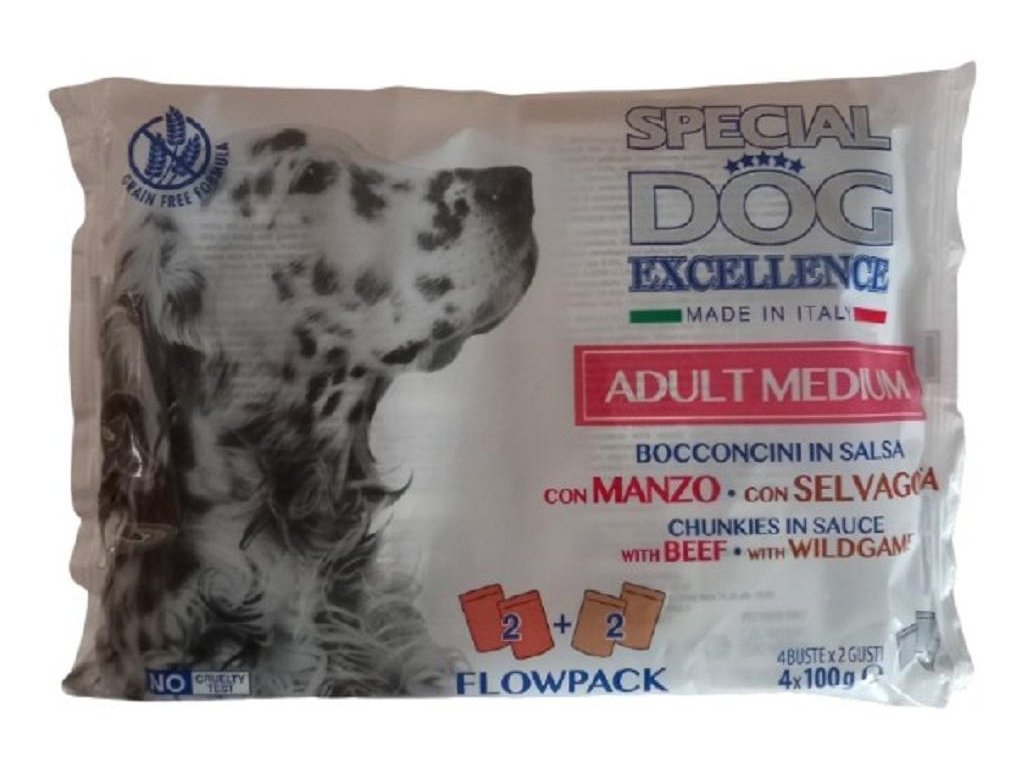 GRAIN FREE FORMULA
SPECIAL
DOG
EXCELLENCE
MADE IN ITALY
ADULT MEDIUM
BOCCONCINI IN SALSA
CON MANZO • CON SELVAGGINA
CHUNKIES IN SAUCE
WITH BEEF • WITH WILDGAME
2 + 2
FLOWPACK
4 BUSTE x 2 GUSTI
4x100g e
NO CRUELTY
TEST